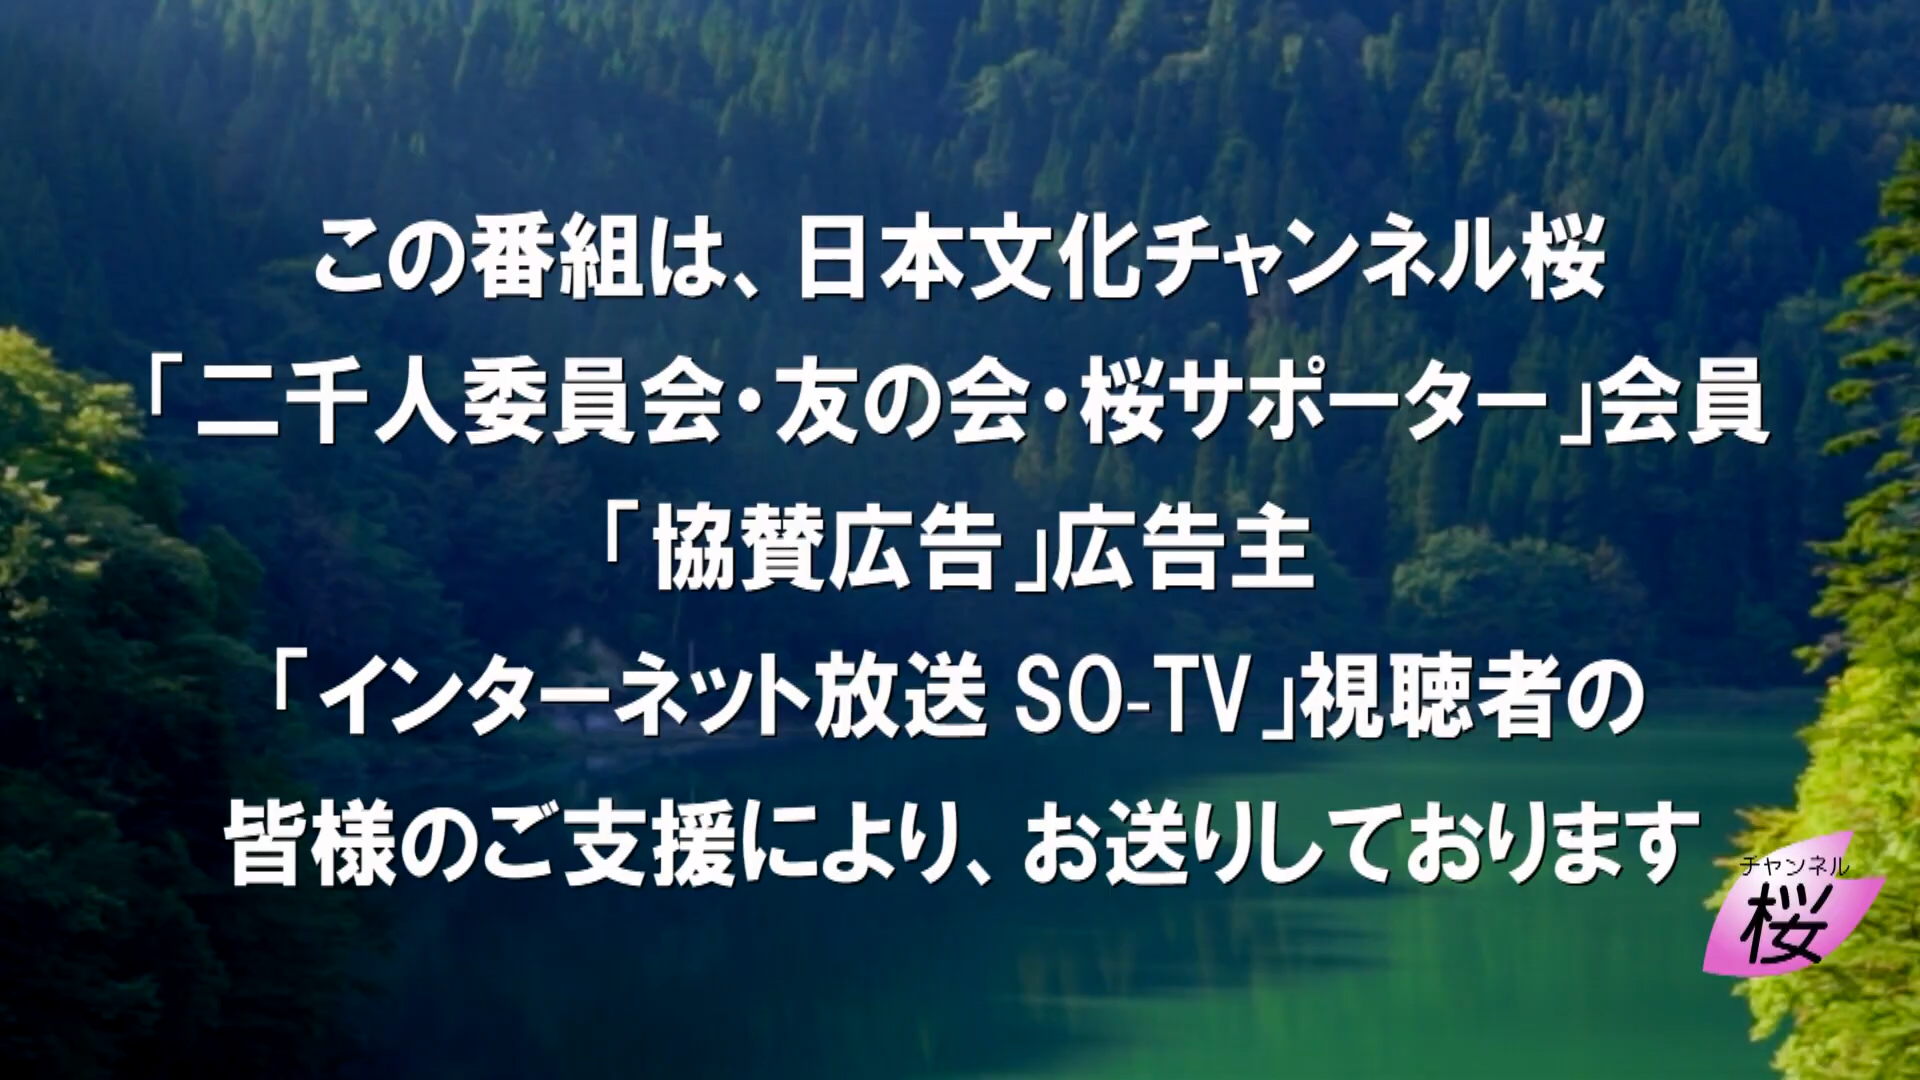 この番組は、日本文化チャンネル桜
「二千人委員会・友の会・桜サポーター」会員
「協賛広告」広告主
「インターネット放送 SO-TV」視聴者の
皆様のご支援により、お送りしております
チャンネル
桜